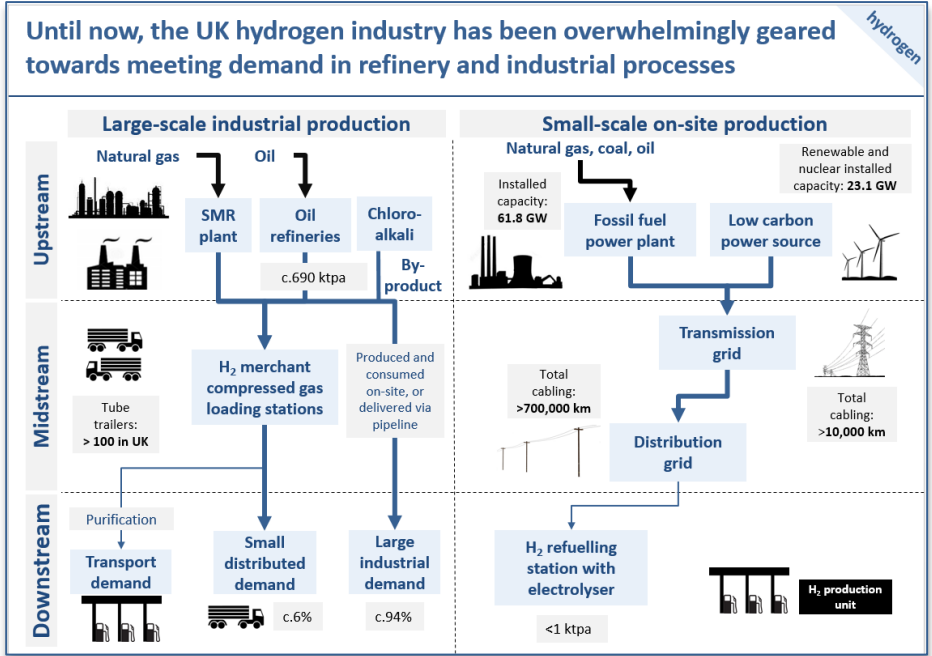 Until now, the UK hydrogen industry has been overwhelmingly geared
towards meeting demand in refinery and industrial processes
hydrogen
Large-scale industrial production
Small-scale on-site production
Upstream
Natural gas
Oil
SMR
plant
Oil
refineries
Chloro-
alkali
c.690 ktpa
By-
product
Natural gas, coal, oil
Installed
capacity:
61.8 GW
Renewable and
nuclear installed
capacity: 23.1 GW
Fossil fuel
power plant
Low carbon
power source
Midstream
Tube
trailers:
> 100 in UK
H₂ merchant
compressed gas
loading stations
Produced and
consumed
on-site, or
delivered via
pipeline
Transmission
grid
Total
cabling:
>700,000 km
Total
cabling:
>10,000 km
Distribution
grid
Downstream
Purification
Transport
demand
Small
distributed
demand
c.6%
Large
industrial
demand
c.94%
H₂ refuelling
station with
electrolyser
<1 ktpa
H₂ production
unit